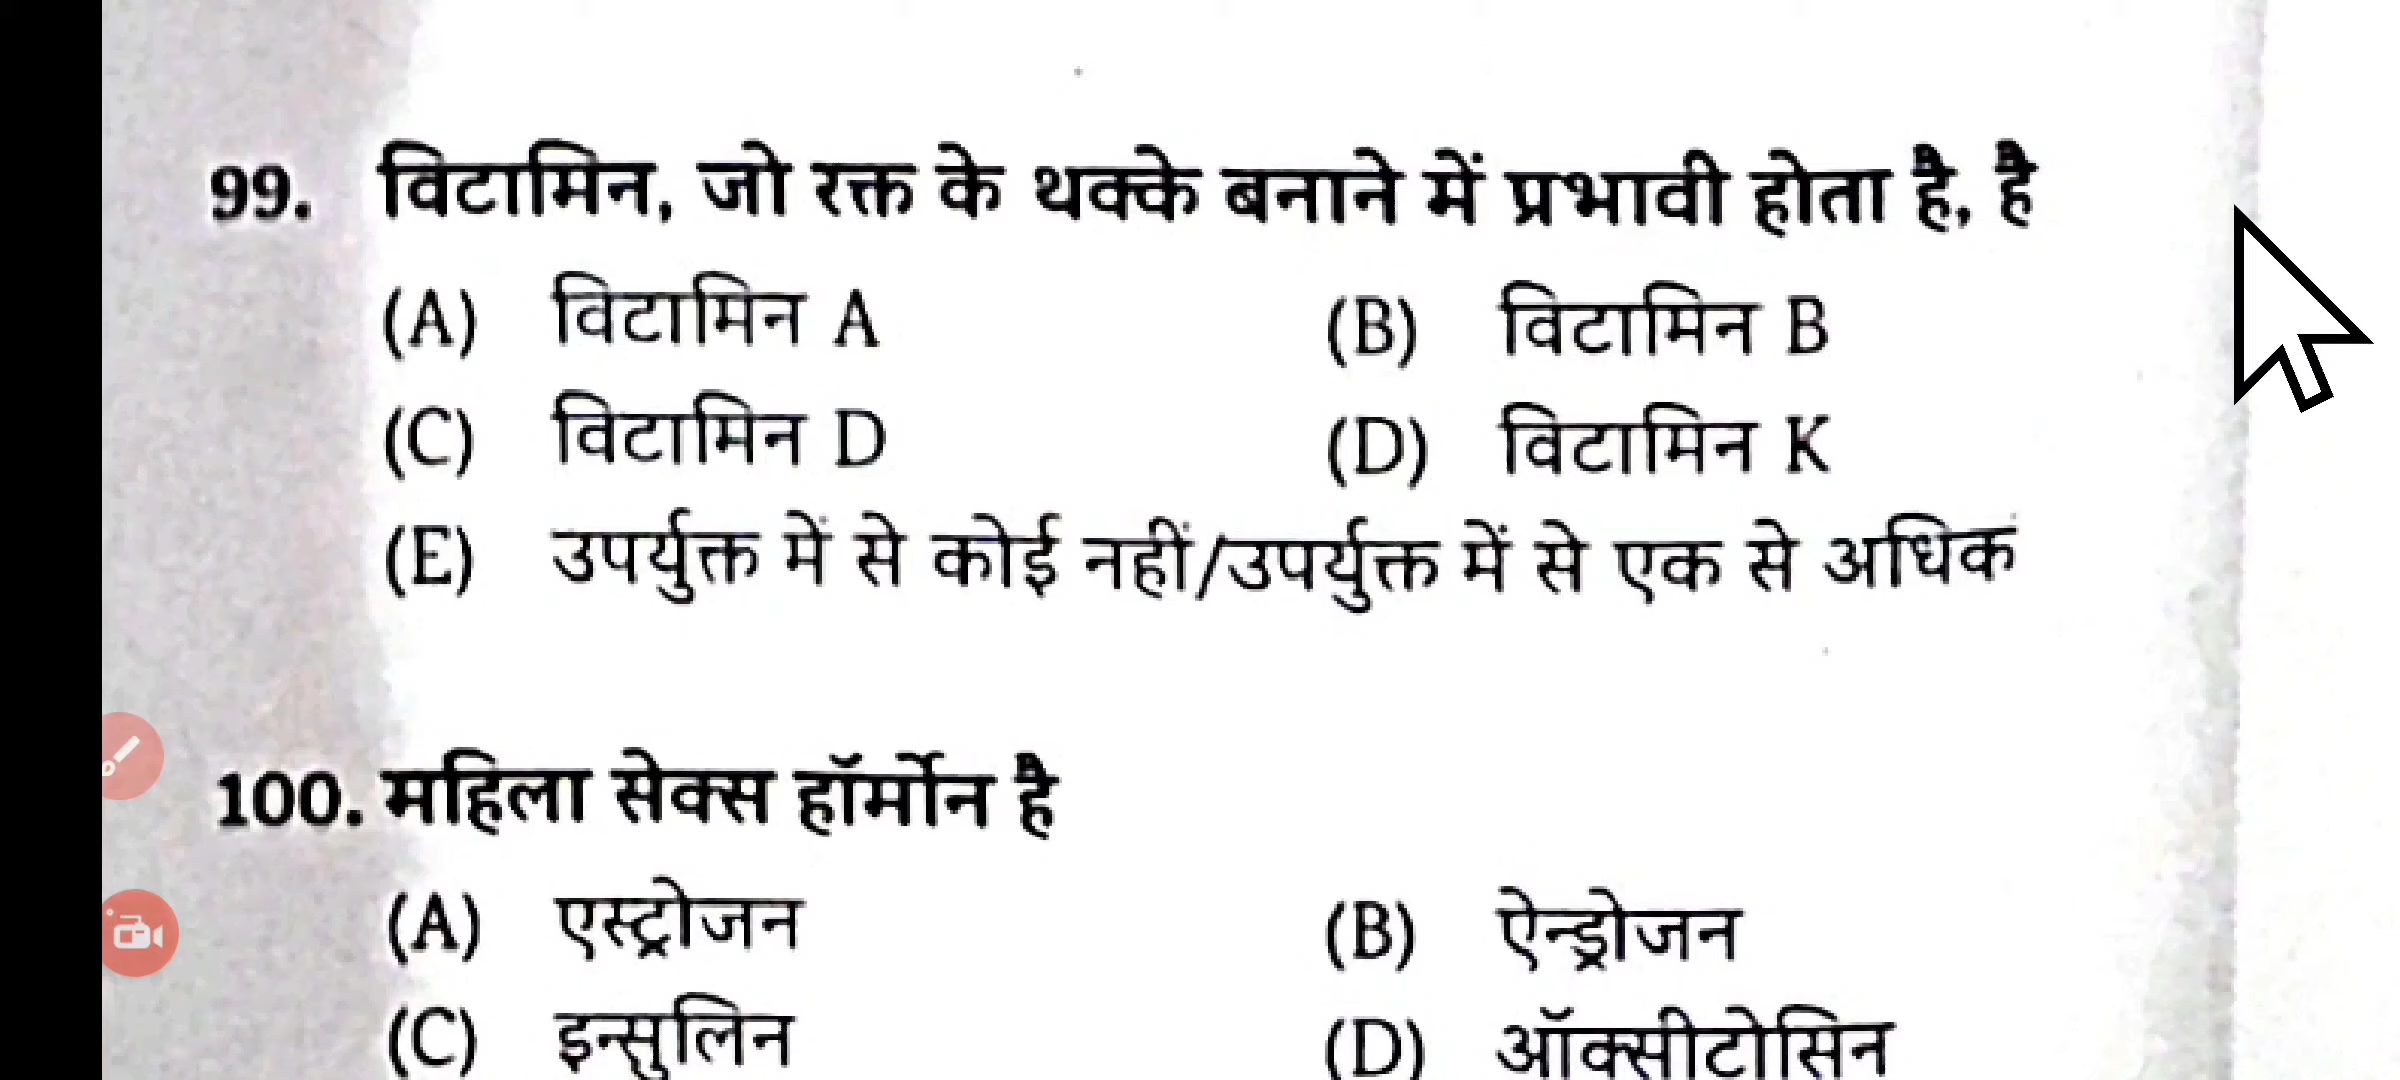 99. विटामिन, जो रक्त के थक्के बनाने में प्रभावी होता है, है
(A) विटामिन A (B) विटामिन B
(C) विटामिन D (D) विटामिन K
(E) उपर्युक्त में से कोई नहीं/उपर्युक्त में से एक से अधिक
100. महिला सेक्स हॉर्मोन है
(A) एस्ट्रोजन (B) ऐन्ड्रोजन
(C) इन्सुलिन (D) ऑक्सीटोसिन